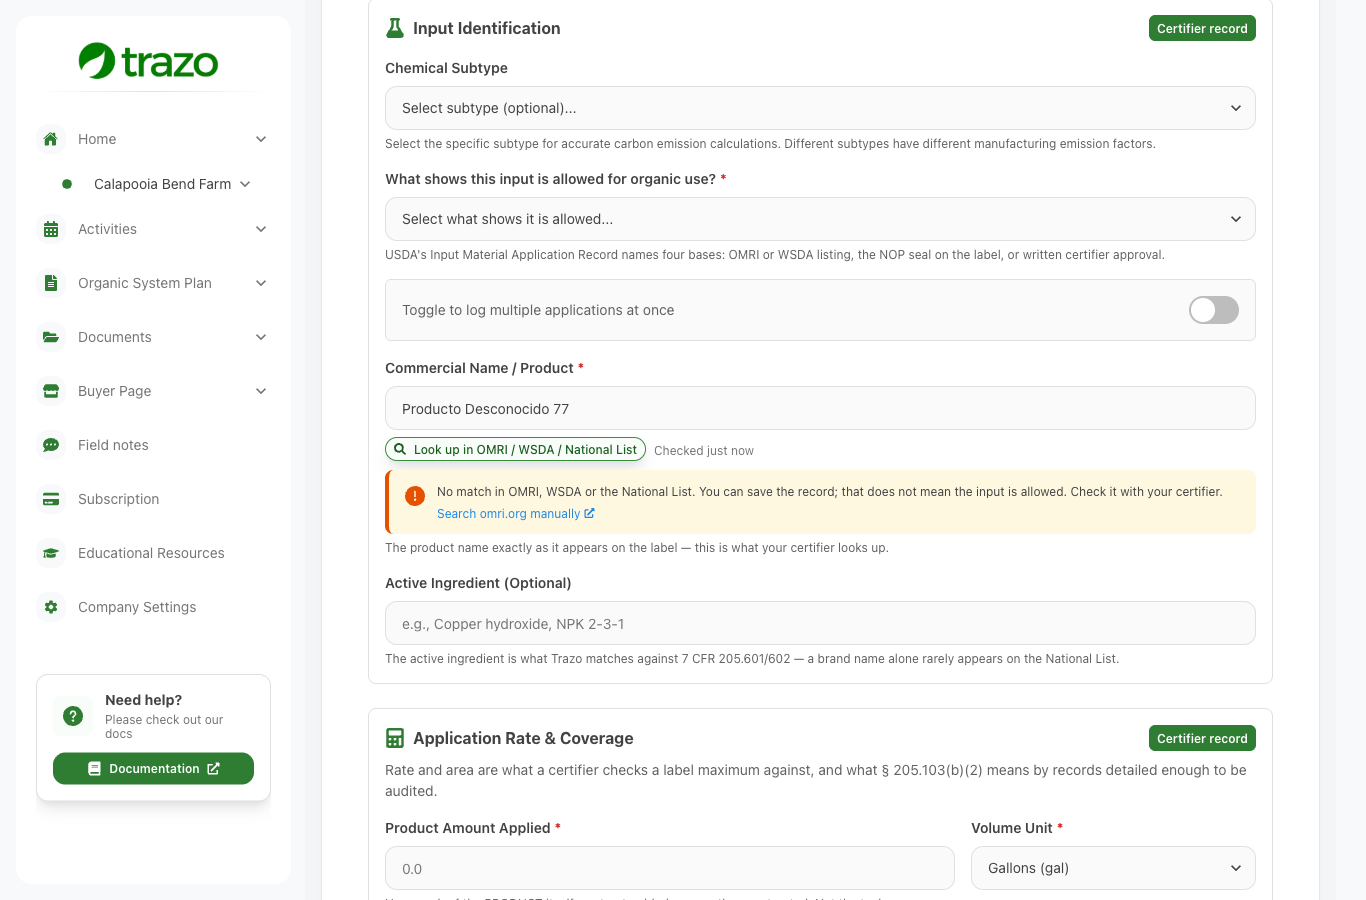 trazo
Home
Calapooia Bend Farm
Activities
Organic System Plan
Documents
Buyer Page
Field notes
Subscription
Educational Resources
Company Settings
Need help?
Please check out our
docs
Documentation
Input Identification
Certifier record
Chemical Subtype
Select subtype (optional)...
Select the specific subtype for accurate carbon emission calculations. Different subtypes have different manufacturing emission factors.
What shows this input is allowed for organic use? *
Select what shows it is allowed...
USDA's Input Material Application Record names four bases: OMRI or WSDA listing, the NOP seal on the label, or written certifier approval.
Toggle to log multiple applications at once
Commercial Name / Product *
Producto Desconocido 77
Look up in OMRI / WSDA / National List
Checked just now
No match in OMRI, WSDA or the National List. You can save the record; that does not mean the input is allowed. Check it with your certifier.
Search omri.org manually
The product name exactly as it appears on the label — this is what your certifier looks up.
Active Ingredient (Optional)
e.g., Copper hydroxide, NPK 2-3-1
The active ingredient is what Trazo matches against 7 CFR 205.601/602 — a brand name alone rarely appears on the National List.
Application Rate & Coverage
Certifier record
Rate and area are what a certifier checks a label maximum against, and what § 205.103(b)(2) means by records detailed enough to be
audited.
Product Amount Applied *
Volume Unit *
0.0
Gallons (gal)